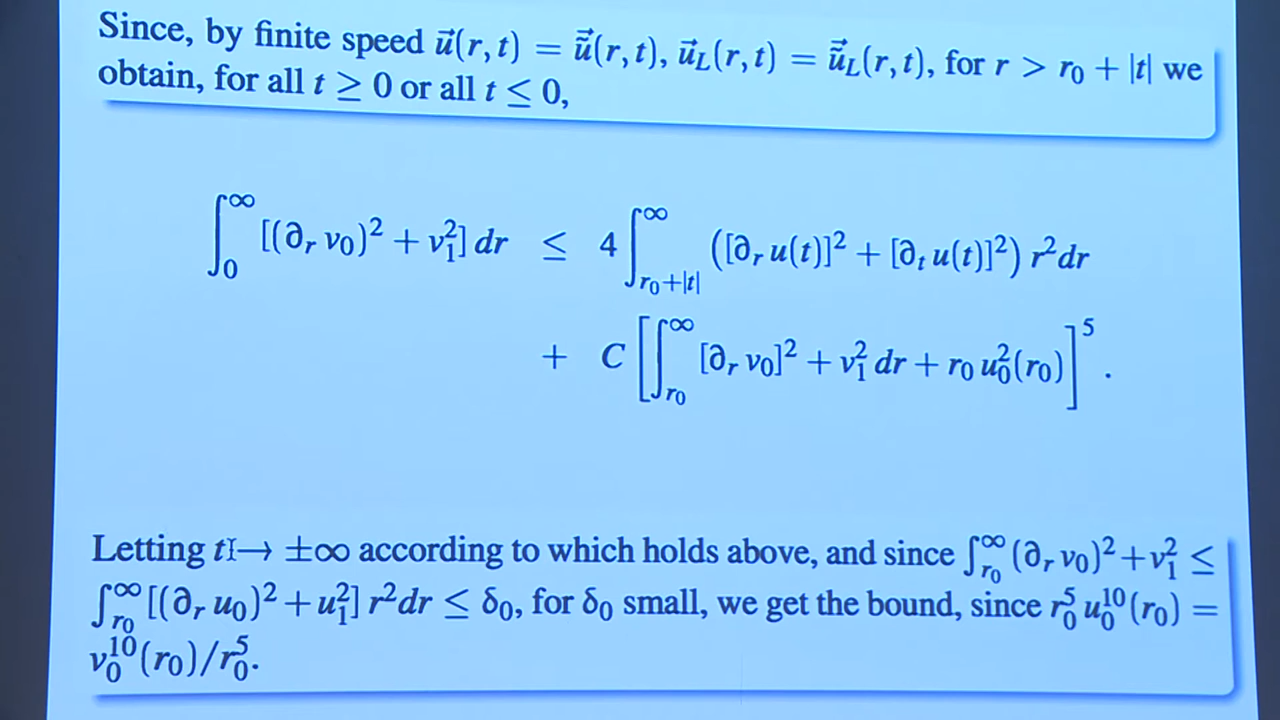 Since, by finite speed $\vec{u}(r,t) = \vec{\tilde{u}}(r,t), \vec{u}_L(r,t) = \vec{\tilde{u}}_L(r,t)$, for $r > r_0 + |t|$ we
obtain, for all $t \geq 0$ or all $t \leq 0$,
$\int_0^\infty [(\partial_r v_0)^2 + v_1^2] \, dr \leq 4 \int_{r_0+|t|}^\infty ([\partial_r u(t)]^2 + [\partial_t u(t)]^2) \, r^2 dr$
$+ C \left[ \int_{r_0}^\infty [\partial_r v_0]^2 + v_1^2 \, dr + r_0 u_0^2(r_0) \right]^5 .$
Letting $t \to \pm\infty$ according to which holds above, and since $\int_{r_0}^\infty (\partial_r v_0)^2 + v_1^2 \leq$
$\int_{r_0}^\infty [(\partial_r u_0)^2 + u_1^2] \, r^2 dr \leq \delta_0$, for $\delta_0$ small, we get the bound, since $r_0^5 u_0^{10}(r_0) =$
$v_0^{10}(r_0)/r_0^5$.